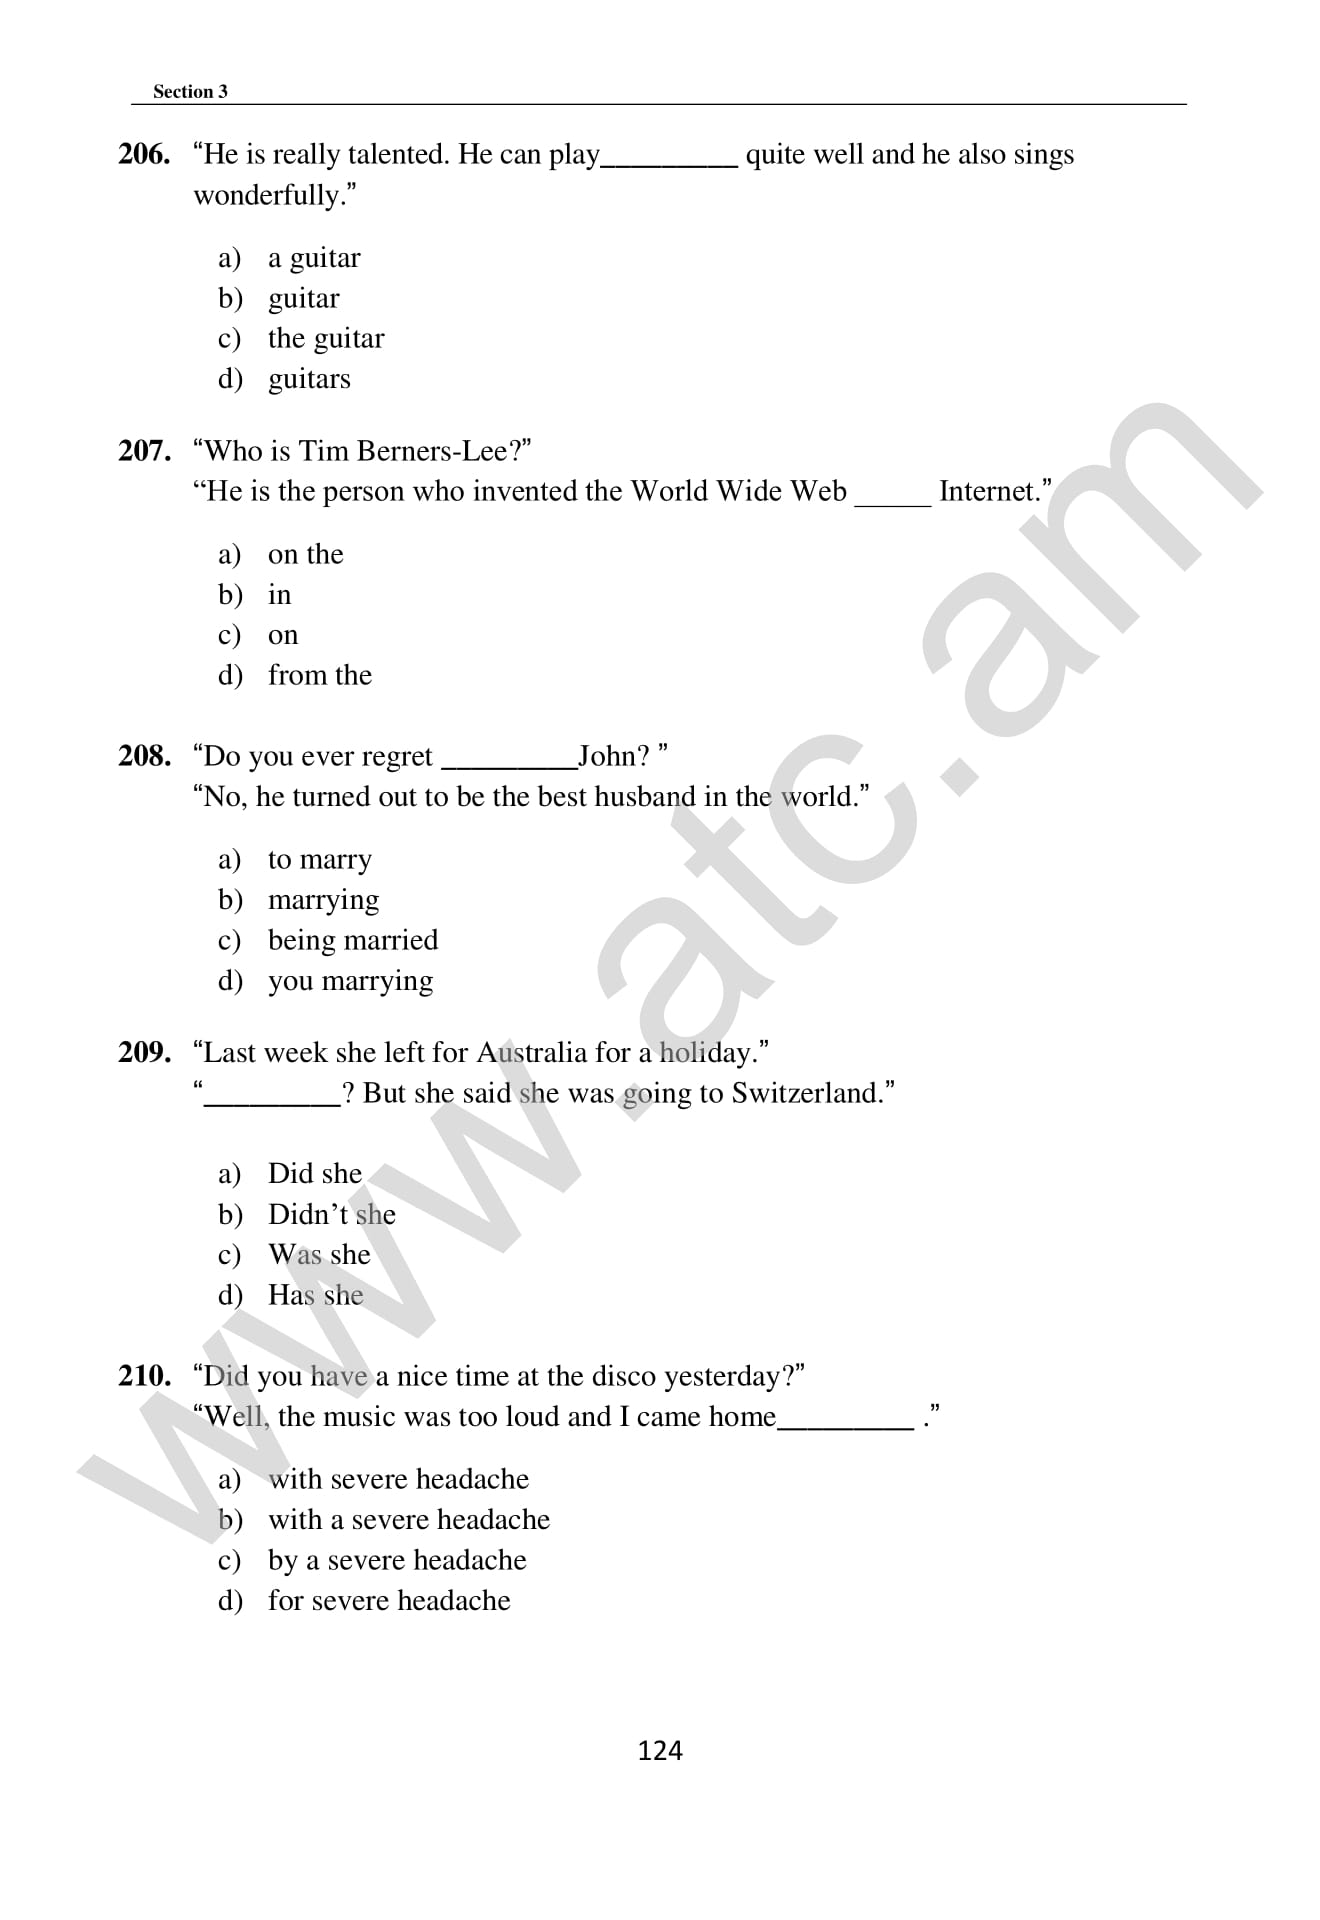 Section 3
206. “He is really talented. He can play_________ quite well and he also sings
wonderfully.”
a) a guitar
b) guitar
c) the guitar
d) guitars
207. “Who is Tim Berners-Lee?”
“He is the person who invented the World Wide Web _____ Internet.”
a) on the
b) in
c) on
d) from the
208. “Do you ever regret _________John? ”
“No, he turned out to be the best husband in the world.”
a) to marry
b) marrying
c) being married
d) you marrying
209. “Last week she left for Australia for a holiday.”
“_________? But she said she was going to Switzerland.”
a) Did she
b) Didn’t she
c) Was she
d) Has she
210. “Did you have a nice time at the disco yesterday?”
“Well, the music was too loud and I came home_________ .”
a) with severe headache
b) with a severe headache
c) by a severe headache
d) for severe headache
124
www.atc.am